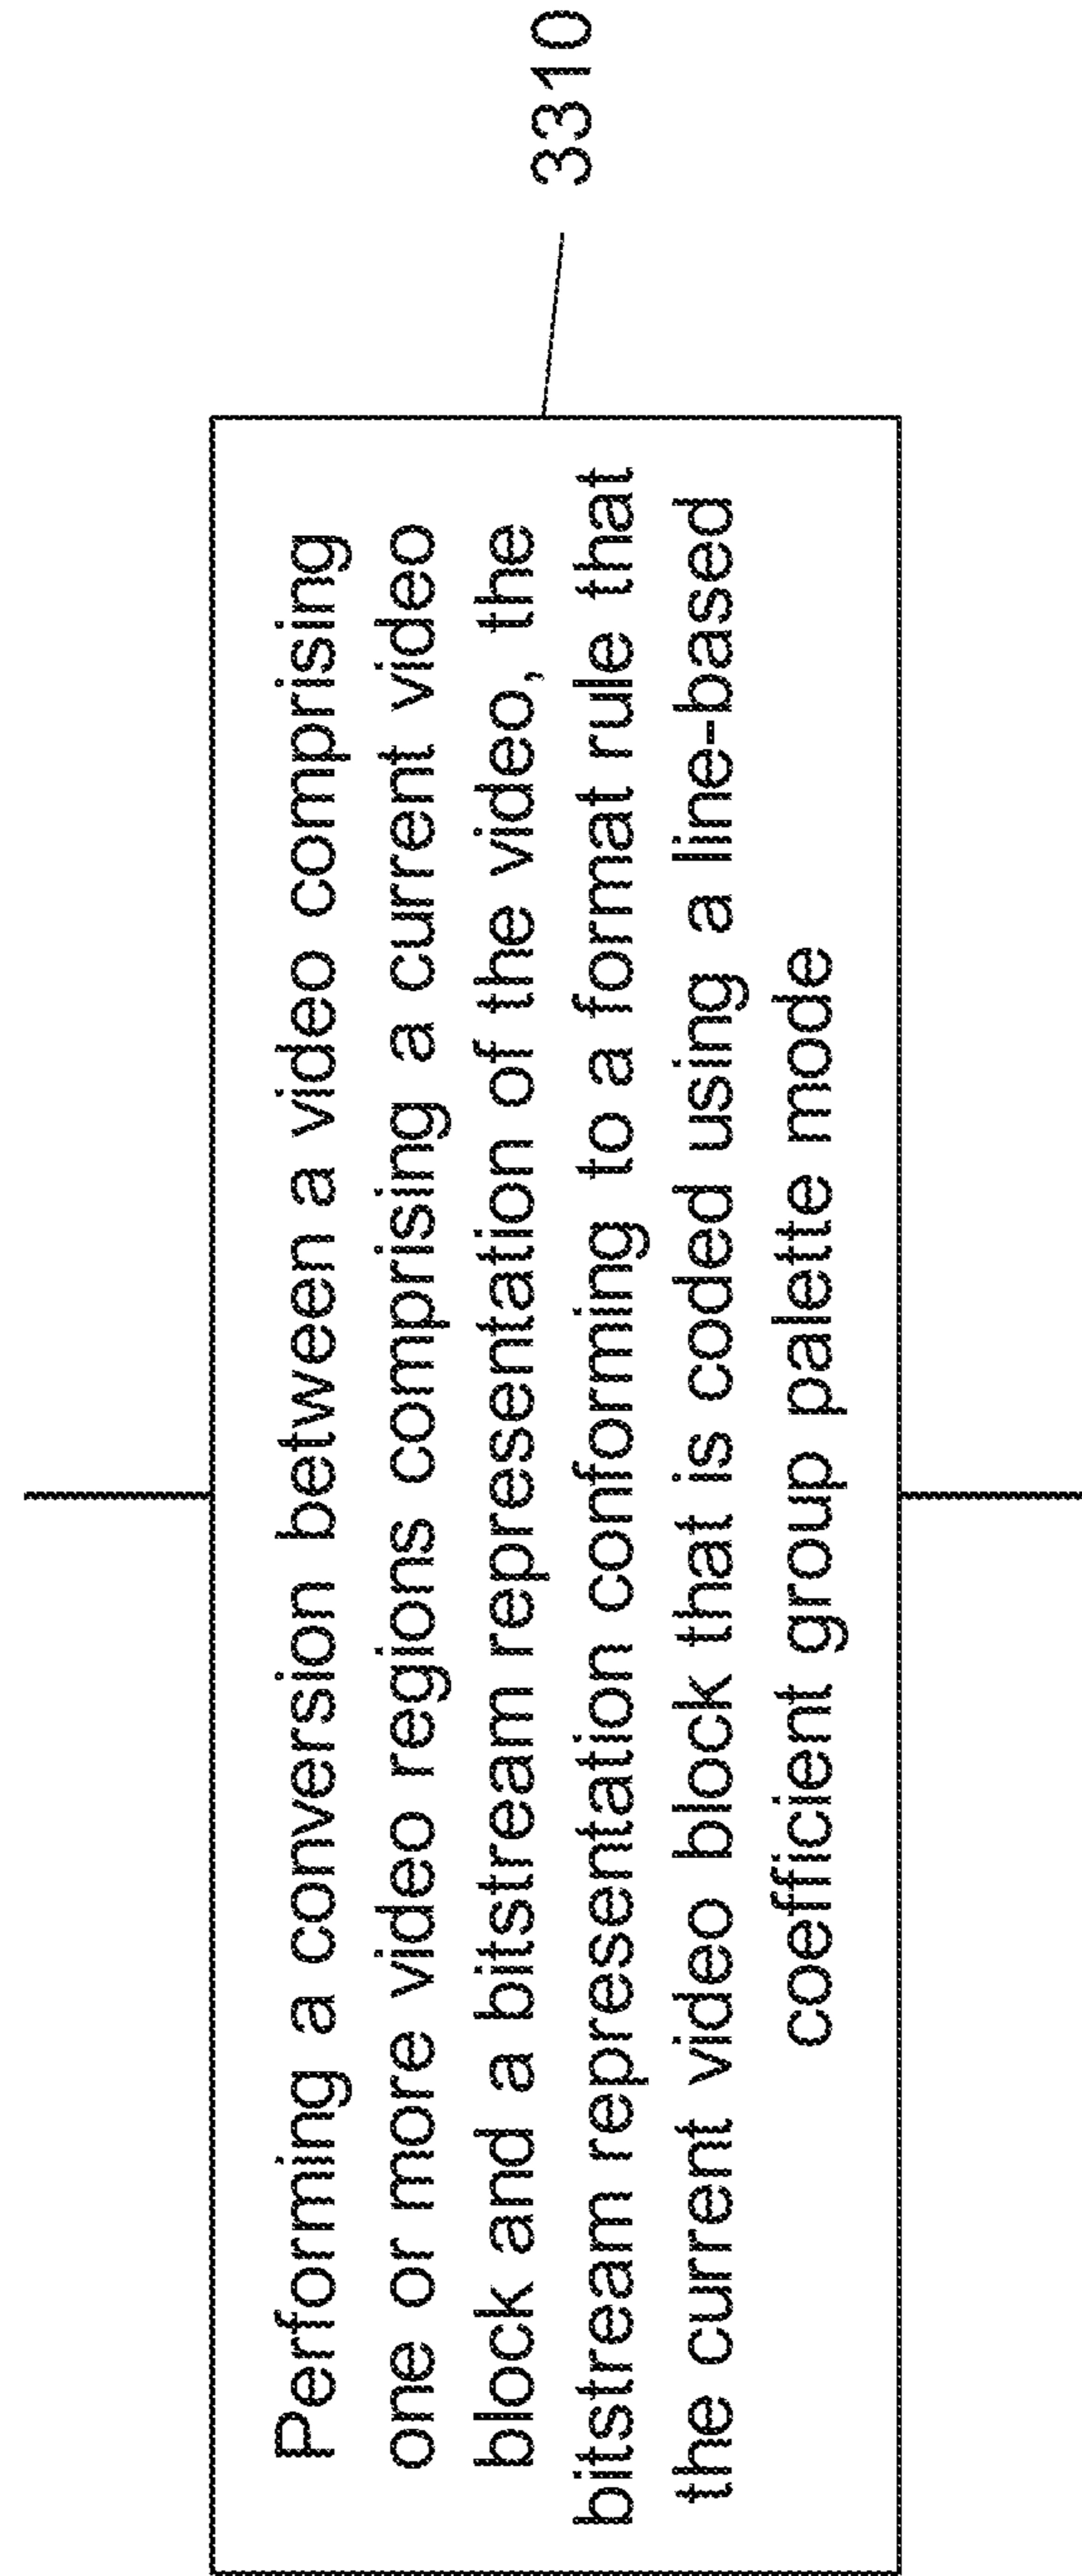 Performing a conversion between a video comprising
one or more video regions comprising a current video
block and a bitstream representation of the video, the
bitstream representation conforming to a format rule that
the current video block that is coded using a line-based
coefficient group palette mode
3310